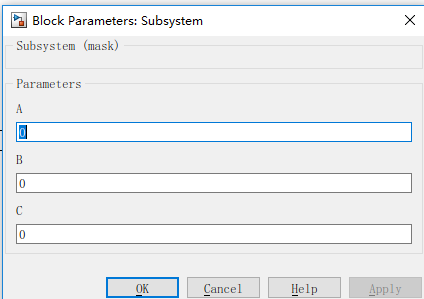 Block Parameters: Subsystem
Subsystem (mask)
Parameters
A
0
B
0
C
0
OK Cancel Help Apply